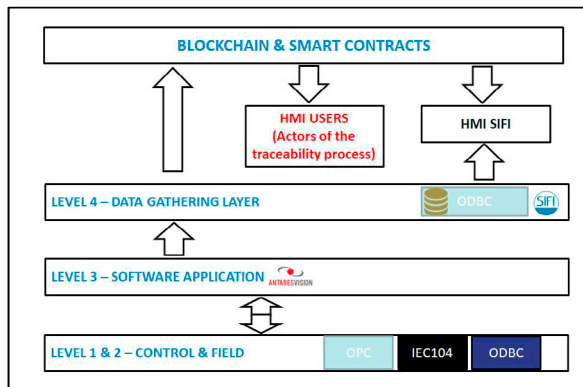 BLOCKCHAIN & SMART CONTRACTS
HMI USERS
(Actors of the
traceability process)
HMI SIFI
LEVEL 4 – DATA GATHERING LAYER
ODBC
SIFI
LEVEL 3 – SOFTWARE APPLICATION
ANTARESVISION
LEVEL 1 & 2 – CONTROL & FIELD
OPC
IEC104
ODBC